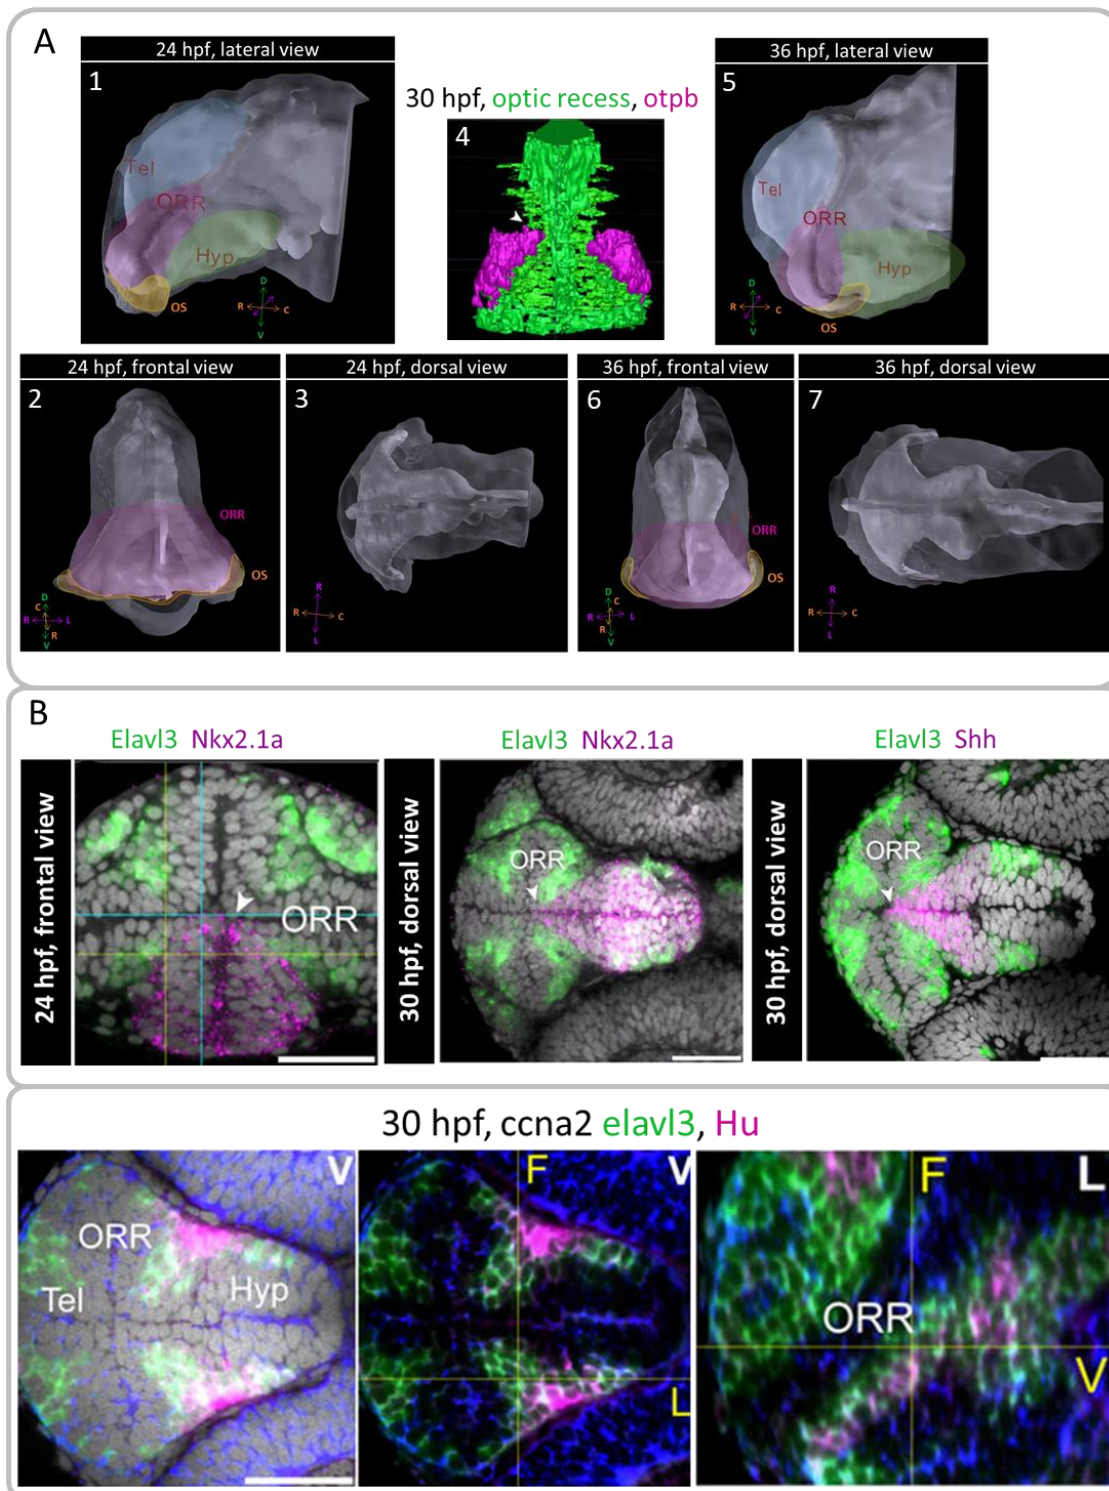 A
24 hpf, lateral view
1
Tel
ORR
Hyp
OS
D
R
C
V
30 hpf, optic recess, otpb
4
36 hpf, lateral view
5
Tel
ORR
Hyp
OS
D
R
C
V
24 hpf, frontal view
2
ORR
OS
D
C
R
L
R
V
24 hpf, dorsal view
3
R
R
C
L
36 hpf, frontal view
6
ORR
OS
D
C
R
L
R
V
36 hpf, dorsal view
7
R
R
C
L
B
Elavl3 Nkx2.1a
24 hpf, frontal view
ORR
Elavl3 Nkx2.1a
30 hpf, dorsal view
ORR
Elavl3 Shh
30 hpf, dorsal view
ORR
30 hpf, ccna2 elavl3, Hu
V
ORR
Tel
Hyp
F
V
L
F
L
ORR
V